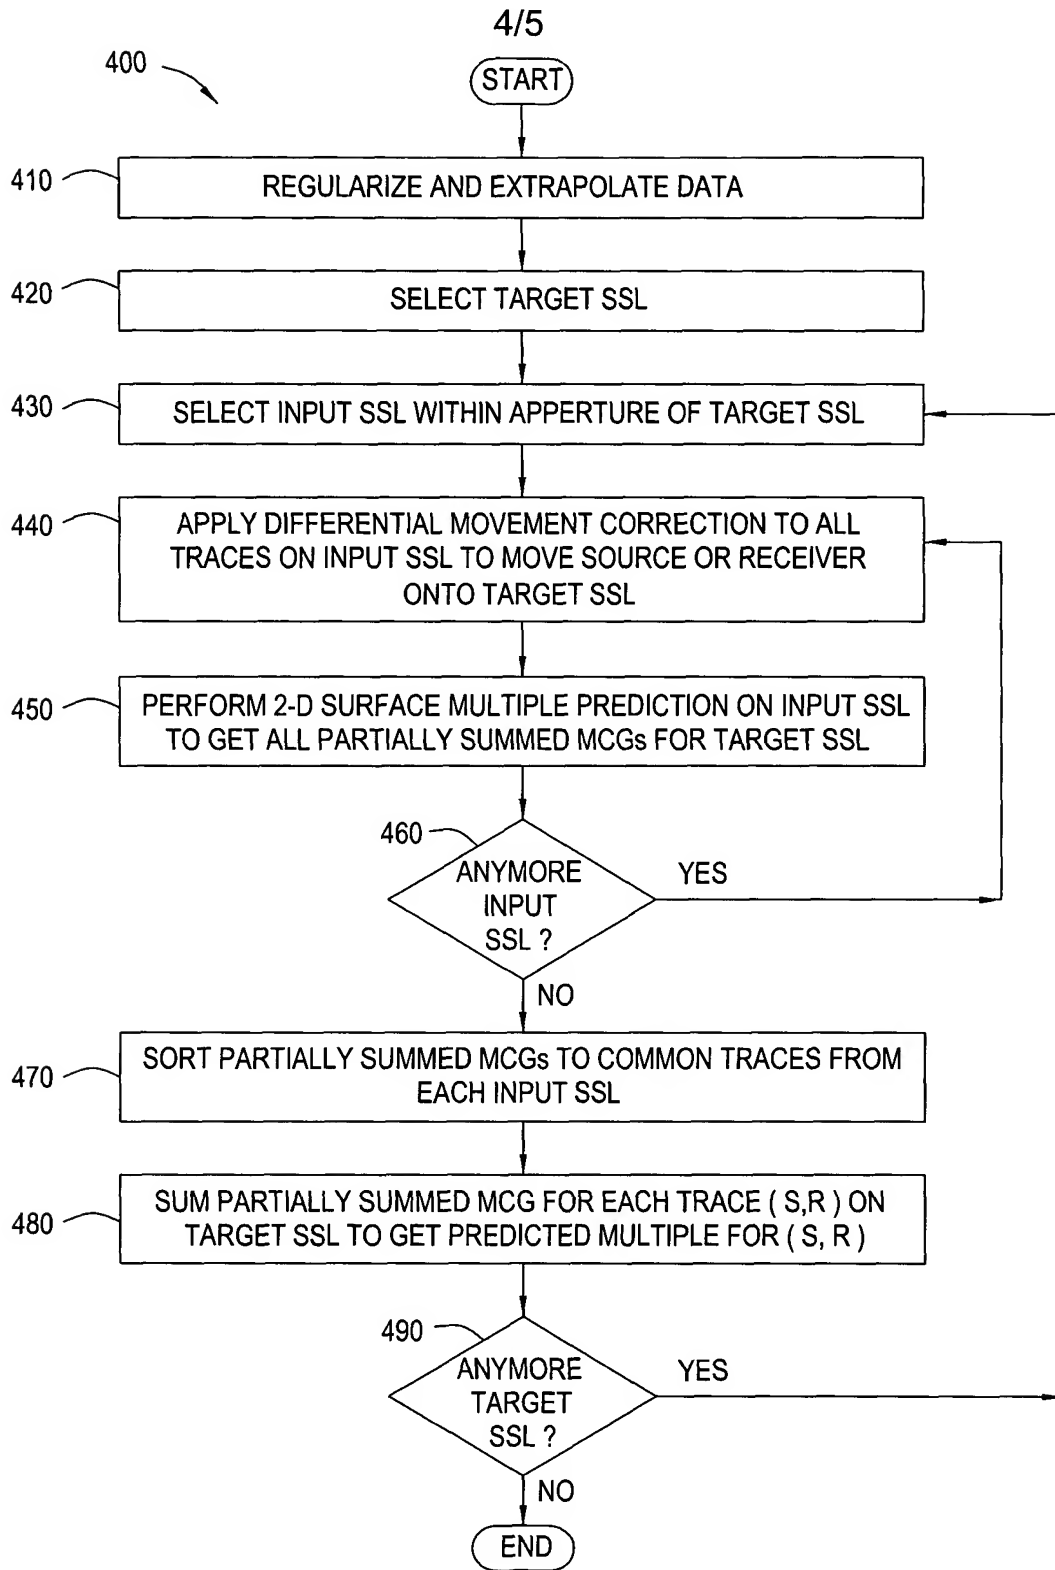 4/5
400
START
410
REGULARIZE AND EXTRAPOLATE DATA
420
SELECT TARGET SSL
430
SELECT INPUT SSL WITHIN APPERTURE OF TARGET SSL
440
APPLY DIFFERENTIAL MOVEMENT CORRECTION TO ALL
TRACES ON INPUT SSL TO MOVE SOURCE OR RECEIVER
ONTO TARGET SSL
450
PERFORM 2-D SURFACE MULTIPLE PREDICTION ON INPUT SSL
TO GET ALL PARTIALLY SUMMED MCGs FOR TARGET SSL
460
ANYMORE
INPUT
SSL ?
YES
NO
470
SORT PARTIALLY SUMMED MCGs TO COMMON TRACES FROM
EACH INPUT SSL
480
SUM PARTIALLY SUMMED MCG FOR EACH TRACE ( S,R ) ON
TARGET SSL TO GET PREDICTED MULTIPLE FOR ( S, R )
490
ANYMORE
TARGET
SSL ?
YES
NO
END